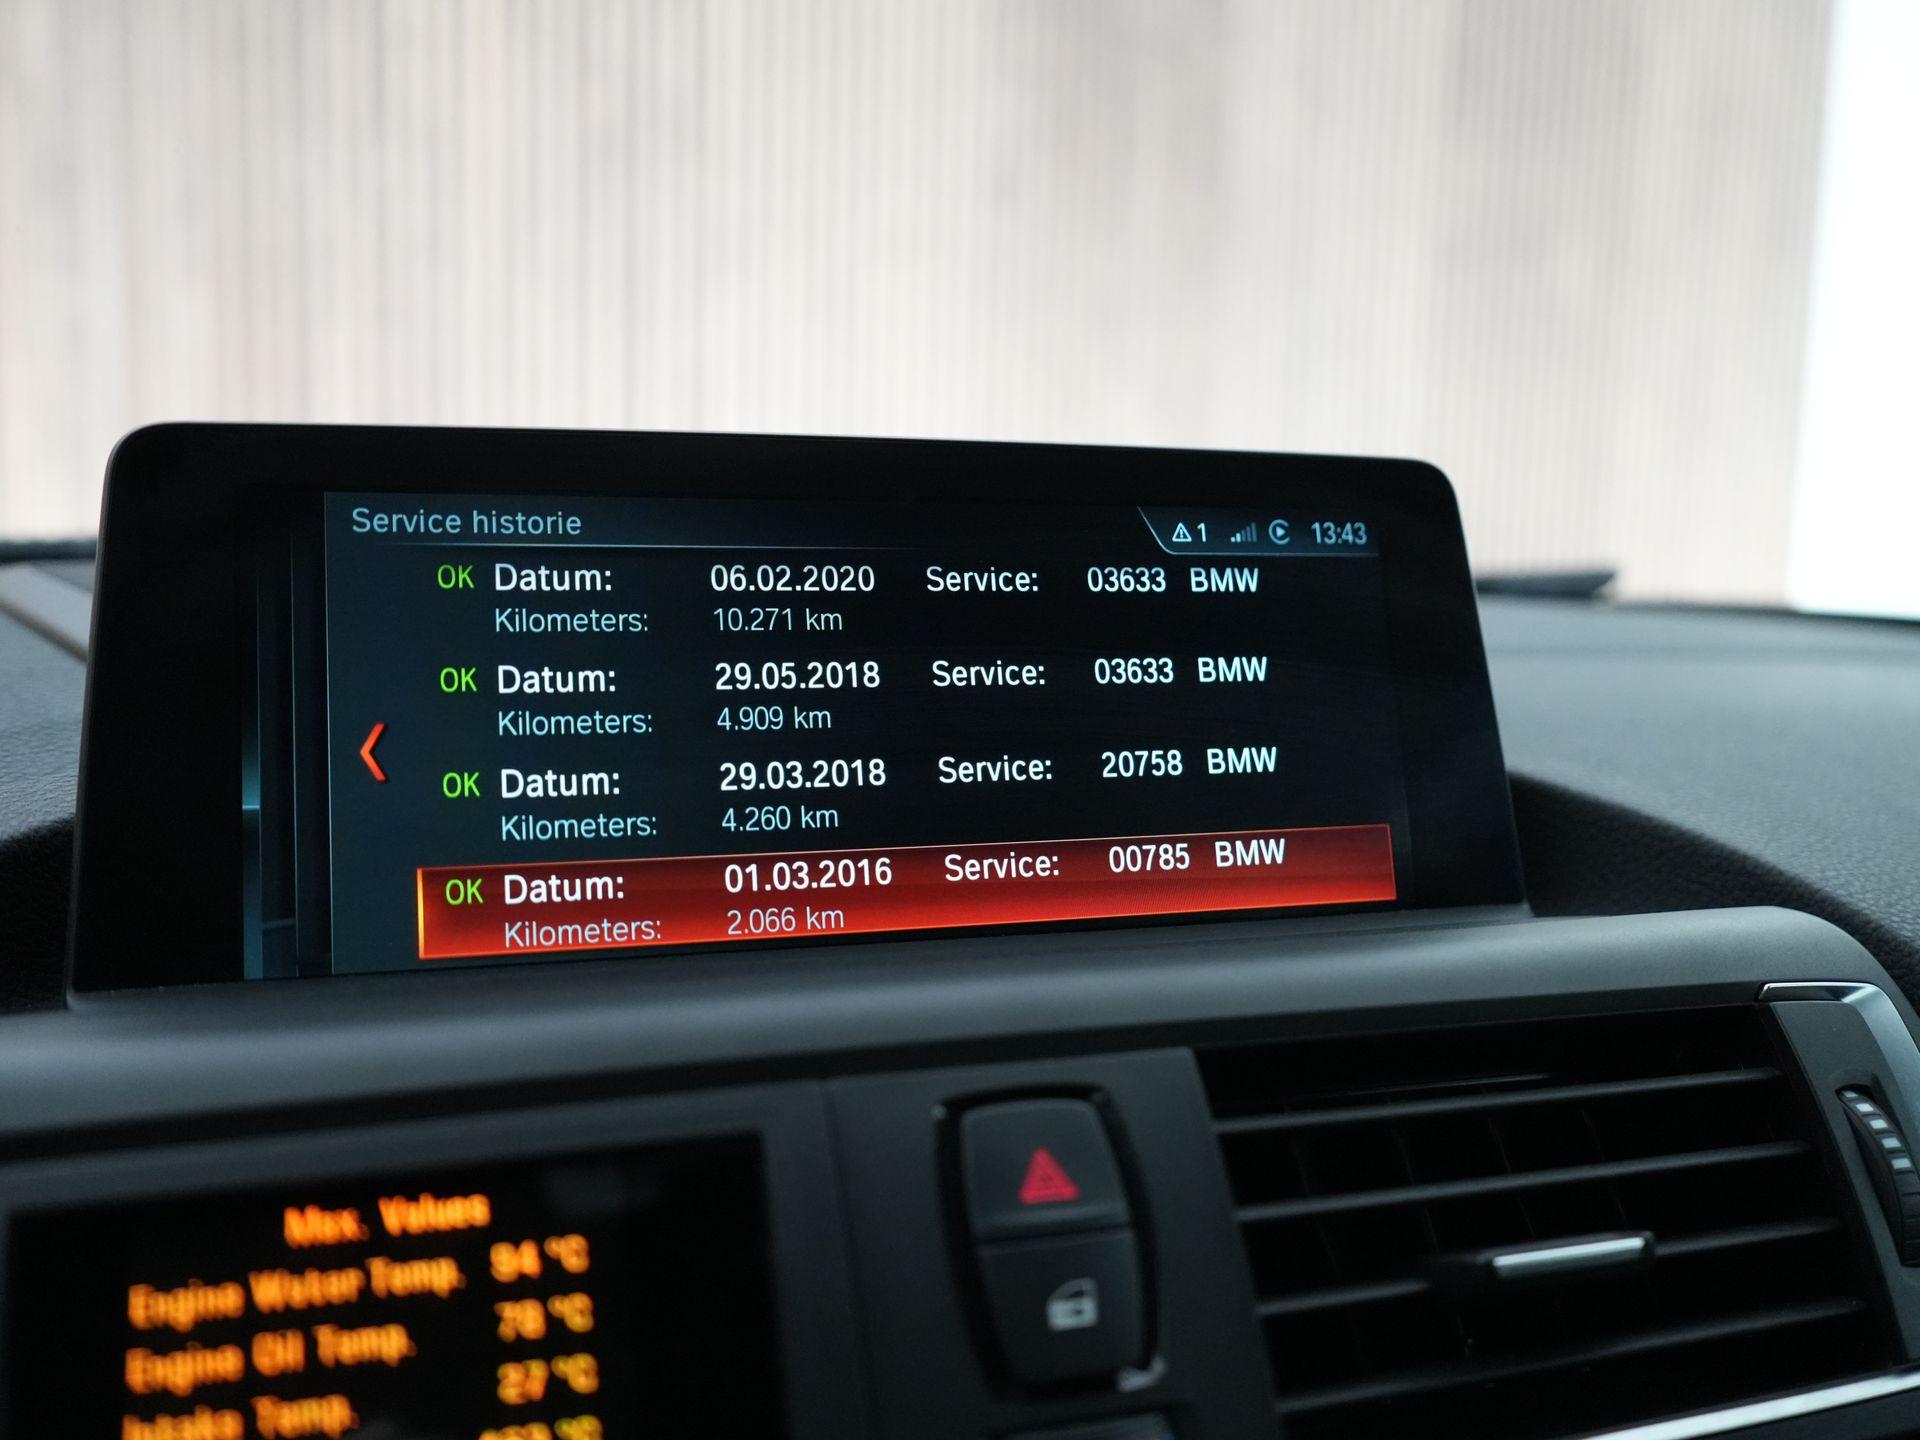 Service historie
1 13:43
OK Datum: 06.02.2020 Service: 03633 BMW
Kilometers: 10.271 km
OK Datum: 29.05.2018 Service: 03633 BMW
Kilometers: 4.909 km
OK Datum: 29.03.2018 Service: 20758 BMW
Kilometers: 4.260 km
OK Datum: 01.03.2016 Service: 00785 BMW
Kilometers: 2.066 km
Max. Values
Engine Water Temp. 94 °C
Engine Oil Temp. 78 °C
Intake Temp. 27 °C